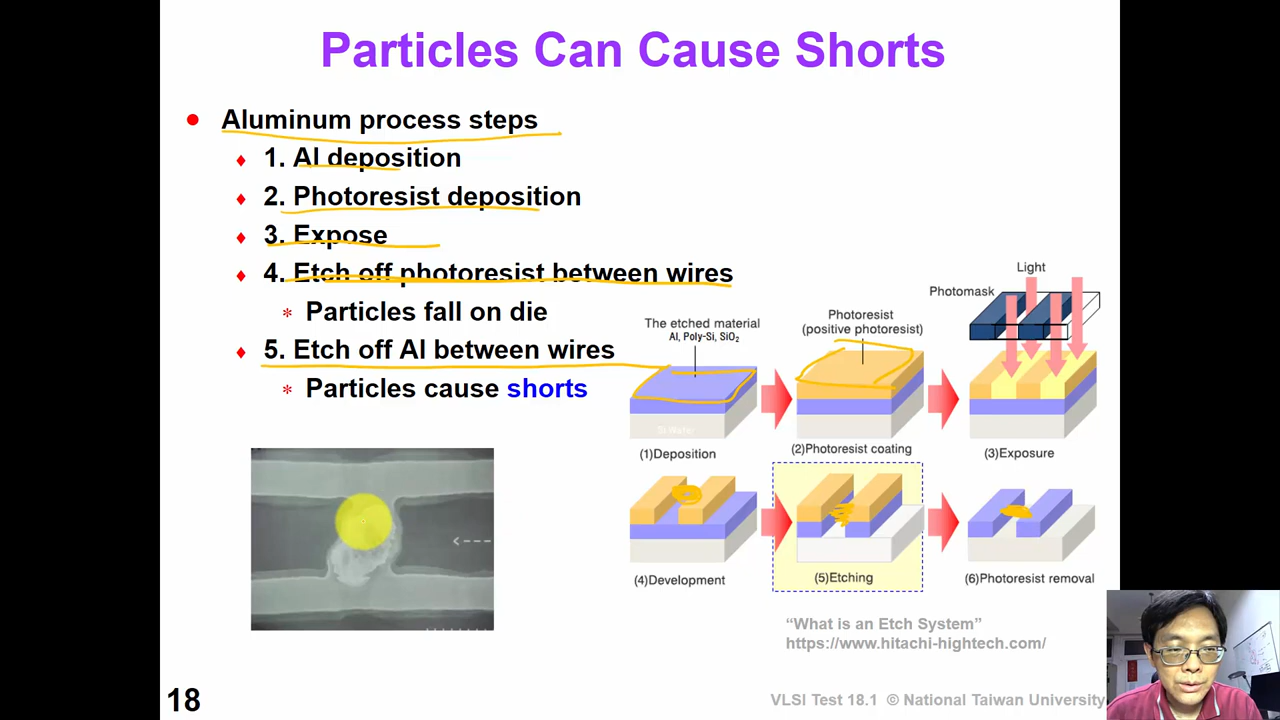 Particles Can Cause Shorts
Aluminum process steps
1. Al deposition
2. Photoresist deposition
3. Expose
4. Etch off photoresist between wires
Particles fall on die
5. Etch off Al between wires
Particles cause shorts
The etched material
Al, Poly-Si, SiO₂
Photoresist
(positive photoresist)
Light
Photomask
Si Wafer
(1)Deposition
(2)Photoresist coating
(3)Exposure
(4)Development
(5)Etching
(6)Photoresist removal
“What is an Etch System”
https://www.hitachi-hightech.com/
18
VLSI Test 18.1 © National Taiwan University